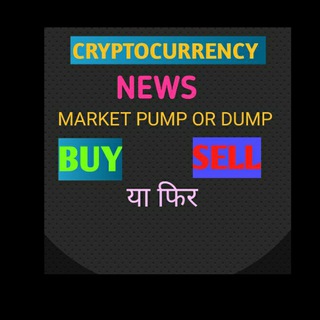 CRYPTOCURRENCY
NEWS
MARKET PUMP OR DUMP
BUY SELL
या फिर